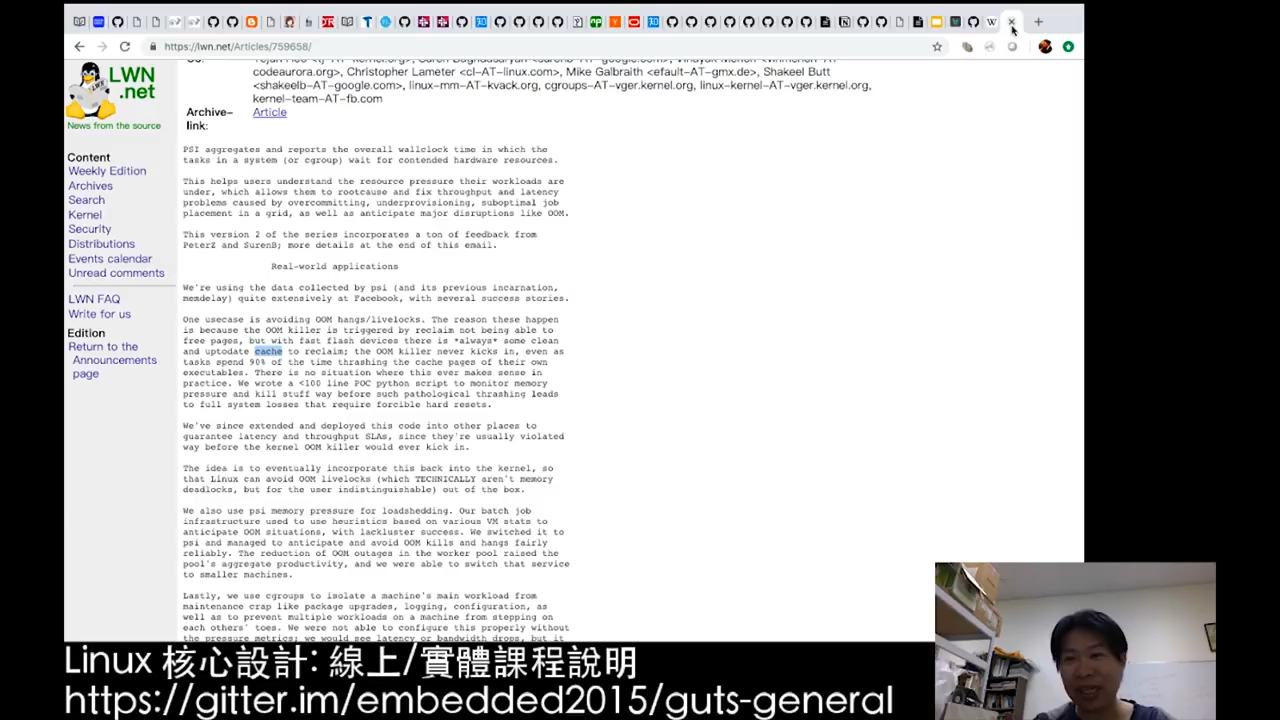 https://lwn.net/Articles/759658/
LWN
.net
News from the source
Content
Weekly Edition
Archives
Search
Kernel
Security
Distributions
Events calendar
Unread comments
LWN FAQ
Write for us
Edition
Return to the
Announcements
page
codeaurora.org>, Christopher Lameter <cl-AT-linux.com>, Mike Galbraith <efault-AT-gmx.de>, Shakeel Butt
<shakeelb-AT-google.com>, linux-mm-AT-kvack.org, cgroups-AT-vger.kernel.org, linux-kernel-AT-vger.kernel.org,
kernel-team-AT-fb.com
Archive-
link:
Article
PSI aggregates and reports the overall wallclock time in which the
tasks in a system (or cgroup) wait for contended hardware resources.
This helps users understand the resource pressure their workloads are
under, which allows them to rootcause and fix throughput and latency
problems caused by overcommitting, underprovisioning, suboptimal job
placement in a grid, as well as anticipate major disruptions like OOM.
This version 2 of the series incorporates a ton of feedback from
PeterZ and SurenB; more details at the end of this email.
Real-world applications
We're using the data collected by psi (and its previous incarnation,
memdelay) quite extensively at Facebook, with several success stories.
One usecase is avoiding OOM hangs/livelocks. The reason these happen
is because the OOM killer is triggered by reclaim not being able to
free pages, but with fast flash devices there is *always* some clean
and uptodate cache to reclaim; the OOM killer never kicks in, even as
tasks spend 90% of the time thrashing the cache pages of their own
executables. There is no situation where this ever makes sense in
practice. We wrote a <100 line POC python script to monitor memory
pressure and kill stuff way before such pathological thrashing leads
to full system losses that require forcible hard resets.
We've since extended and deployed this code into other places to
guarantee latency and throughput SLAs, since they're usually violated
way before the kernel OOM killer would ever kick in.
The idea is to eventually incorporate this back into the kernel, so
that Linux can avoid OOM livelocks (which TECHNICALLY aren't memory
deadlocks, but for the user indistinguishable) out of the box.
We also use psi memory pressure for loadshedding. Our batch job
infrastructure used to use heuristics based on various VM stats to
anticipate OOM situations, with lackluster success. We switched it to
psi and managed to anticipate and avoid OOM kills and hangs fairly
reliably. The reduction of OOM outages in the worker pool raised the
pool's aggregate productivity, and we were able to switch that service
to smaller machines.
Lastly, we use cgroups to isolate a machine's main workload from
maintenance crap like package upgrades, logging, configuration, as
well as to prevent multiple workloads on a machine from stepping on
each others' toes. We were not able to configure this properly without
the pressure metrics; we would see latency or bandwidth drops, but it
Linux 核心設計: 線上/實體課程說明
https://gitter.im/embedded2015/guts-general